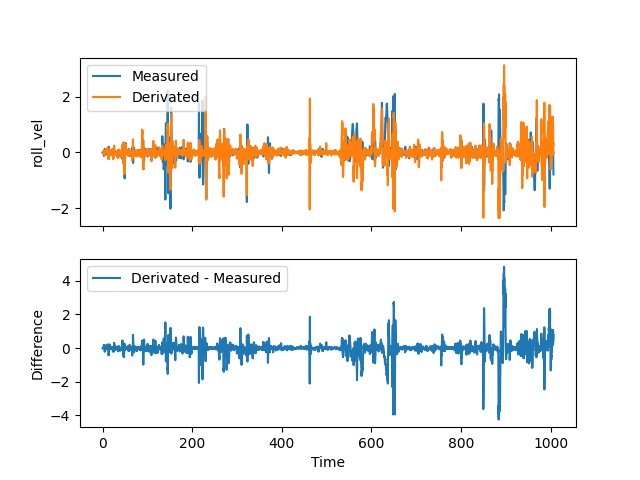 Measured
Derivated
2
0
−2
roll_vel
Derivated - Measured
4
2
0
−2
−4
Difference
0 200 400 600 800 1000
Time